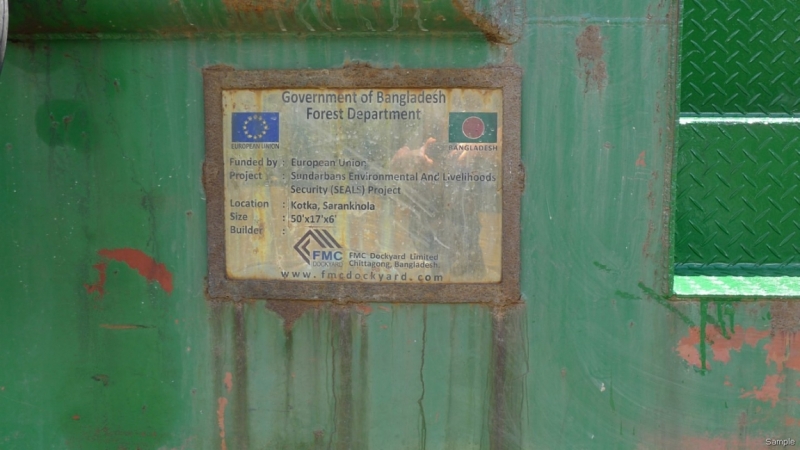 Government of Bangladesh
Forest Department
EUROPEAN UNION
BANGLADESH
Funded by : European Union
Project : Sundarbans Environmental And Livelihoods
Security (SEALS) Project
Location : Kotka, Sarankhola
Size : 50'x17'x6'
Builder :
FMC
DOCKYARD
FMC Dockyard Limited
Chittagong, Bangladesh.
www.fmcdockyard.com
Sample